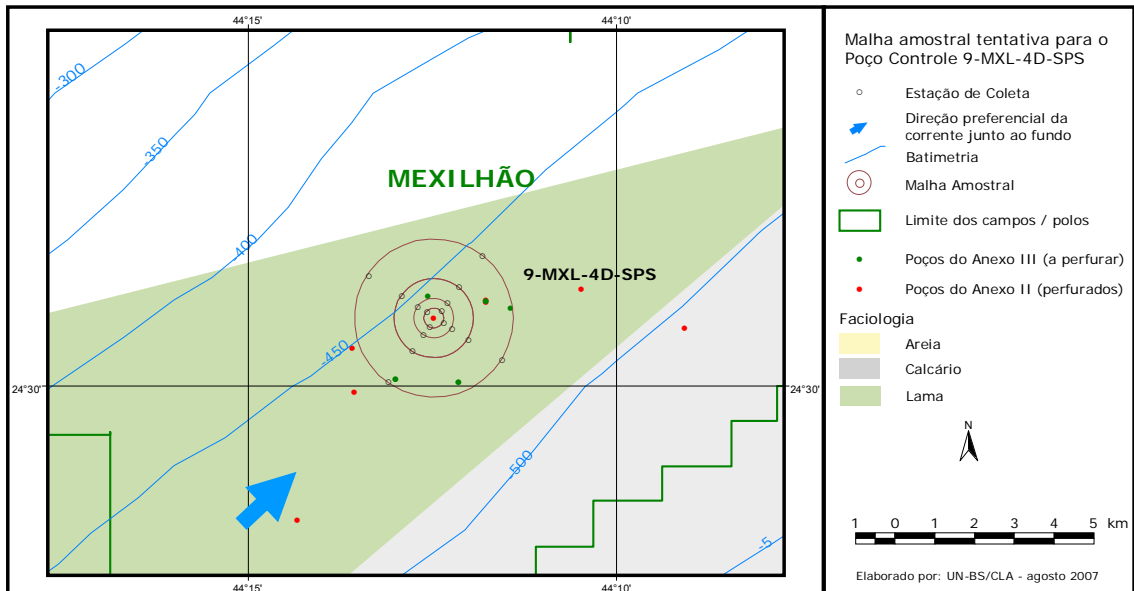 44°15'
44°10'
-300
-350
-400
-450
-500
-5
MEXILHÃO
9-MXL-4D-SPS
24°30'
24°30'
44°15'
44°10'
Malha amostral tentativa para o
Poço Controle 9-MXL-4D-SPS
Estação de Coleta
Direção preferencial da
corrente junto ao fundo
Batimetria
Malha Amostral
Limite dos campos / polos
Poços do Anexo III (a perfurar)
Poços do Anexo II (perfurados)
Faciologia
Areia
Calcário
Lama
N
1 0 1 2 3 4 5 km
Elaborado por: UN-BS/CLA - agosto 2007